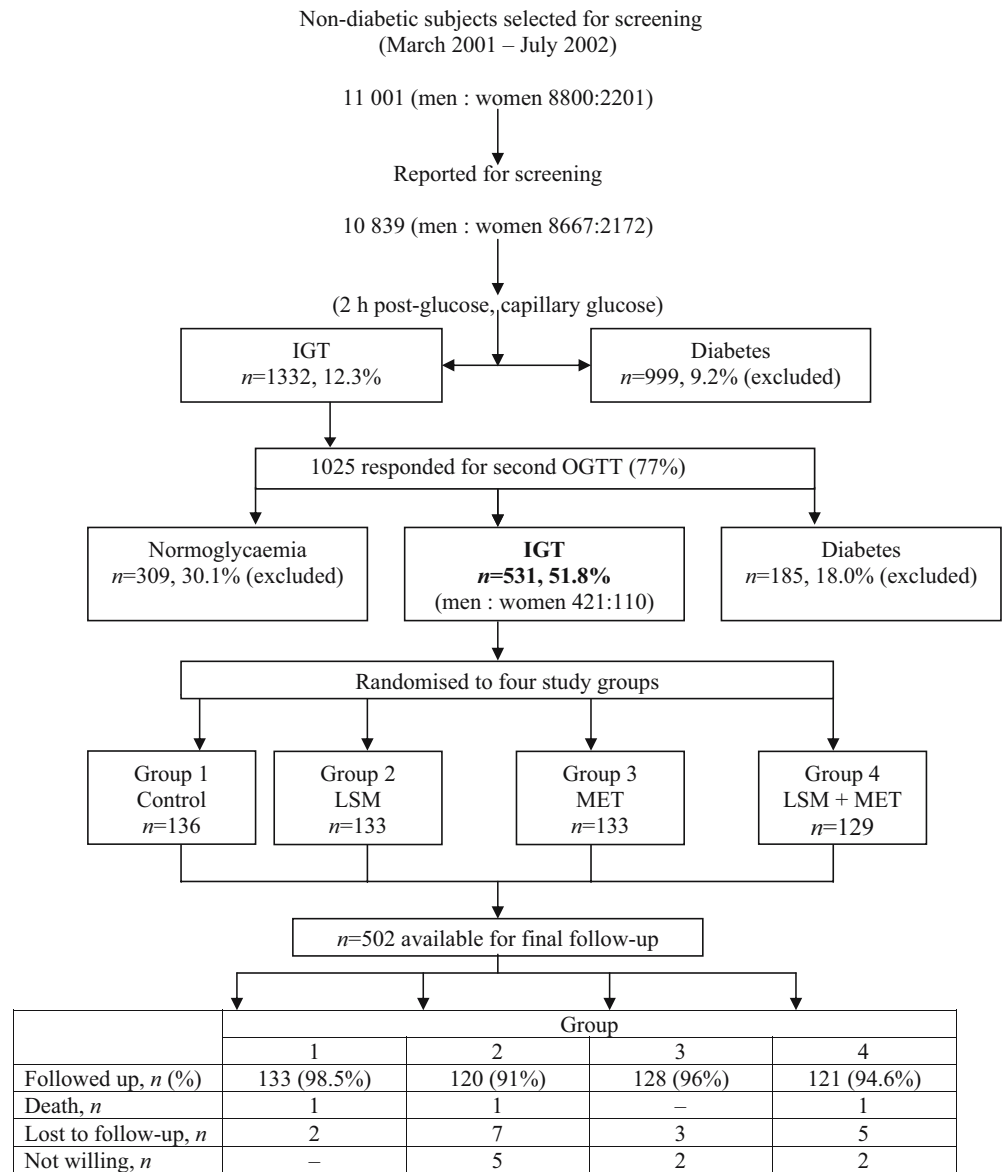 Non-diabetic subjects selected for screening
(March 2001 – July 2002)
11 001 (men : women 8800:2201)
Reported for screening
10 839 (men : women 8667:2172)
(2 h post-glucose, capillary glucose)
IGT
n=1332, 12.3%
Diabetes
n=999, 9.2% (excluded)
1025 responded for second OGTT (77%)
Normoglycaemia
n=309, 30.1% (excluded)
IGT
n=531, 51.8%
(men : women 421:110)
Diabetes
n=185, 18.0% (excluded)
Randomised to four study groups
Group 1
Control
n=136
Group 2
LSM
n=133
Group 3
MET
n=133
Group 4
LSM + MET
n=129
n=502 available for final follow-up
Group
1 2 3 4
Followed up, n (%) 133 (98.5%) 120 (91%) 128 (96%) 121 (94.6%)
Death, n 1 1 – 1
Lost to follow-up, n 2 7 3 5
Not willing, n – 5 2 2